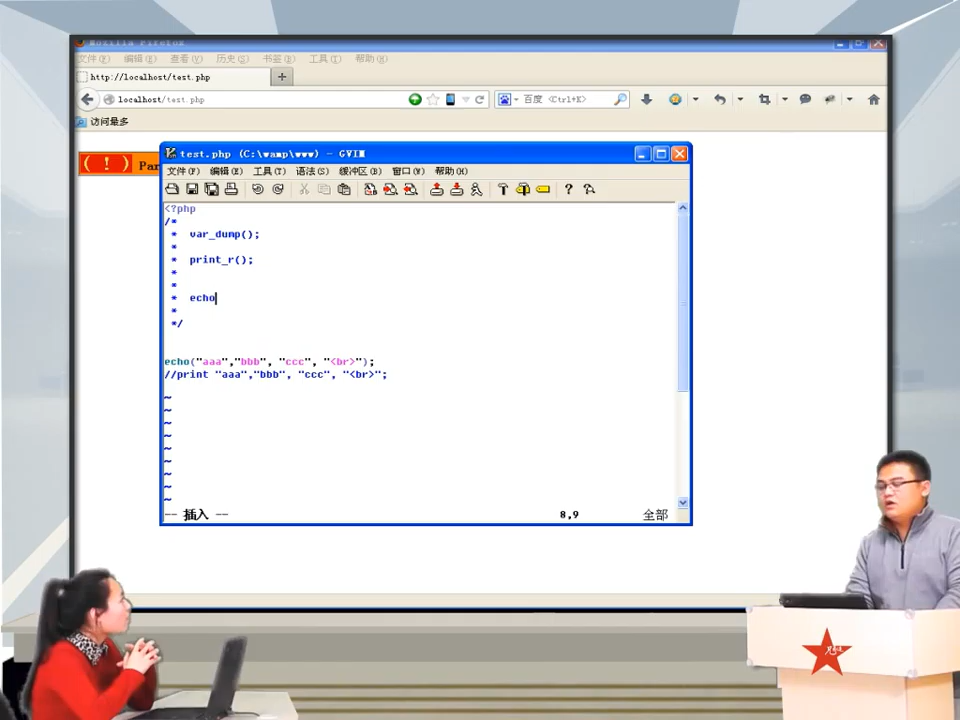 Mozilla Firefox
文件(F) 编辑(E) 查看(V) 历史(S) 书签(B) 工具(T) 帮助(H)
http://localhost/test.php +
localhost/test.php 百度 <Ctrl+K>
访问最多
( ! ) Par
test.php (C:\wamp\www) - GVIM
文件(F) 编辑(E) 工具(T) 语法(S) 缓冲区(B) 窗口(W) 帮助(H)
<?php
/*
* var_dump();
*
* print_r();
*
*
* echo
*
*/
echo("aaa","bbb", "ccc", "<br>");
//print "aaa","bbb", "ccc", "<br>";
~
~
~
~
~
~
~
~
~
-- 插入 -- 8,9 全部